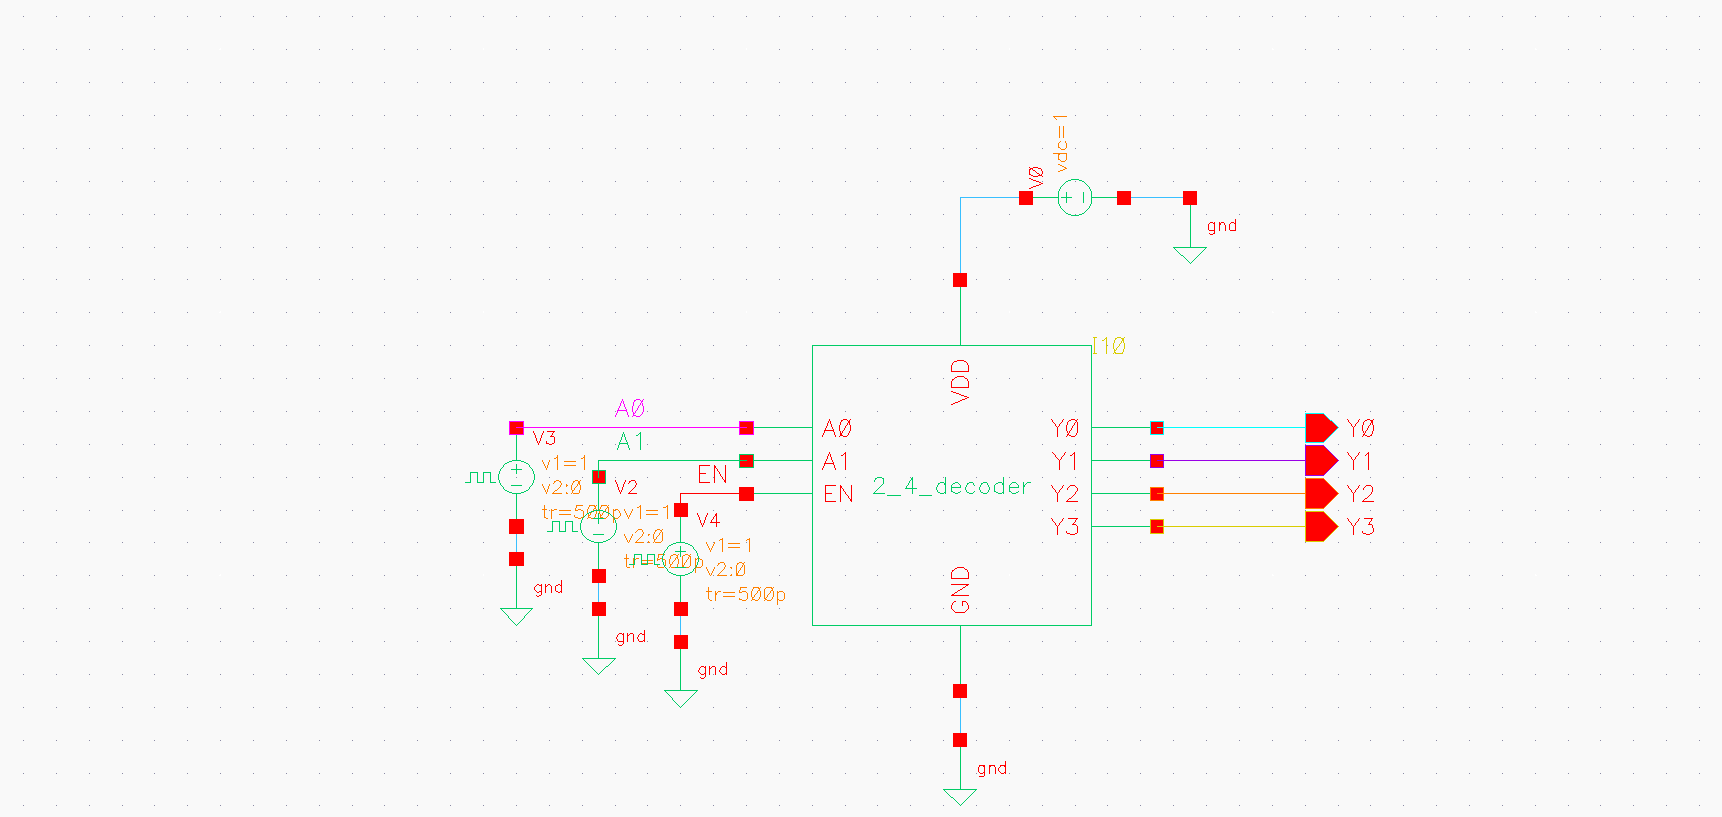 vdc=1
V0
gnd
I10
VDD
A0
V3
v1=1
v2:0
tr=500p
gnd
A1
V2
v1=1
v2:0
tr=500p
gnd
EN
V4
v1=1
v2:0
tr=500p
gnd
A0
A1
EN
2_4_decoder
Y0
Y1
Y2
Y3
Y0
Y1
Y2
Y3
GND
gnd